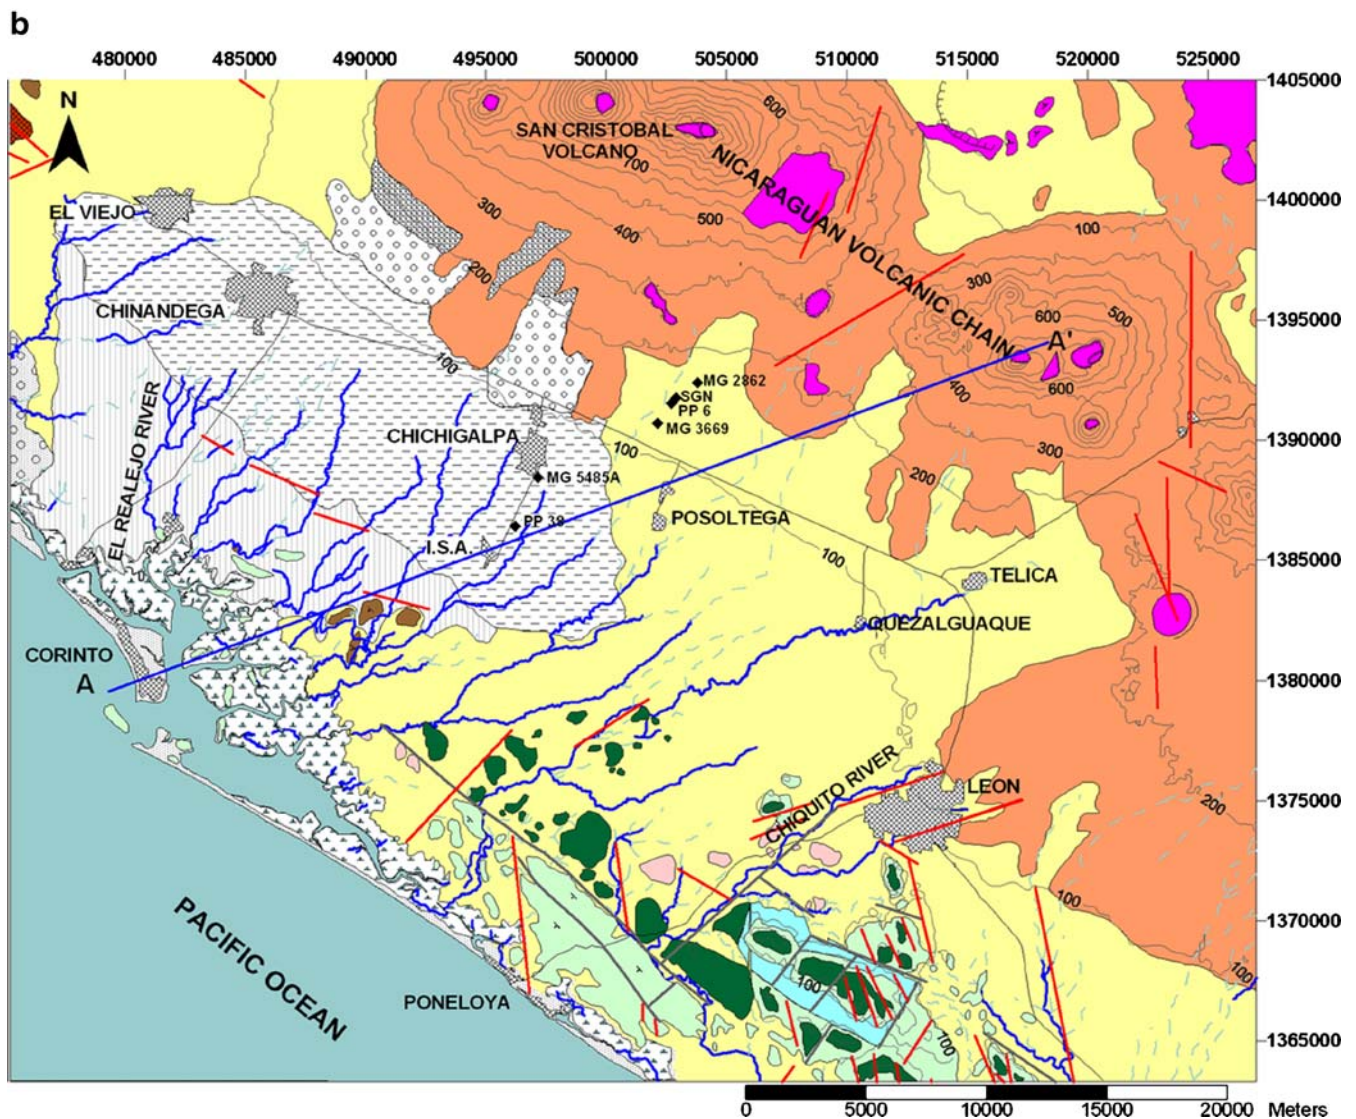 b
480000 485000 490000 495000 500000 505000 510000 515000 520000 525000
1405000
N
600
SAN CRISTOBAL
VOLCANO
700
NICARAGUAN VOLCANIC CHAIN
1400000
EL VIEJO
300
500
400
100
200
300
1395000
CHINANDEGA
600
500
A'
100
MG 2862
SGN
PP 6
MG 3669
400
600
EL REALEJO RIVER
CHICHIGALPA
100
300
1390000
MG 5485A
200
PP 38
POSOLTEGA
I.S.A.
100
1385000
TELICA
QUEZALGUAQUE
CORINTO
A
1380000
CHIQUITO RIVER
LEON
200
1375000
100
PACIFIC OCEAN
1370000
100
100
PONELOYA
100
1365000
0 5000 10000 15000 20000 Meters